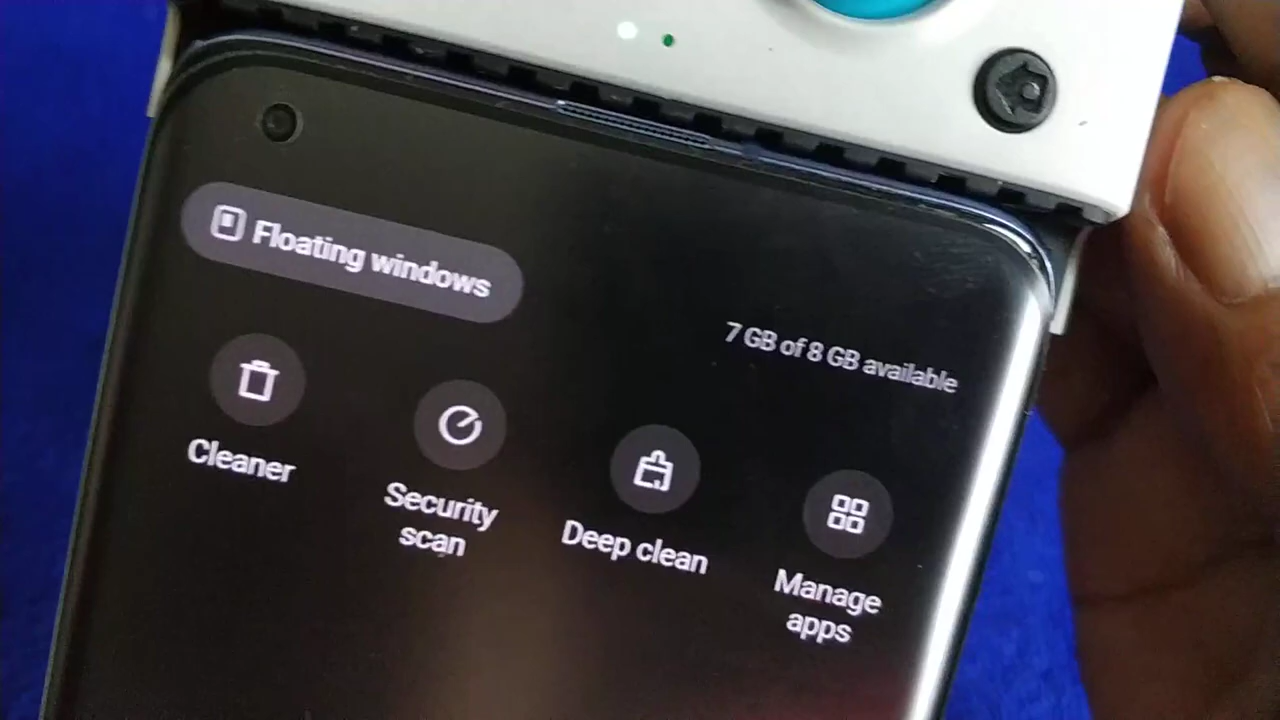 Floating windows
7 GB of 8 GB available
Cleaner
Security
scan
Deep clean
Manage
apps